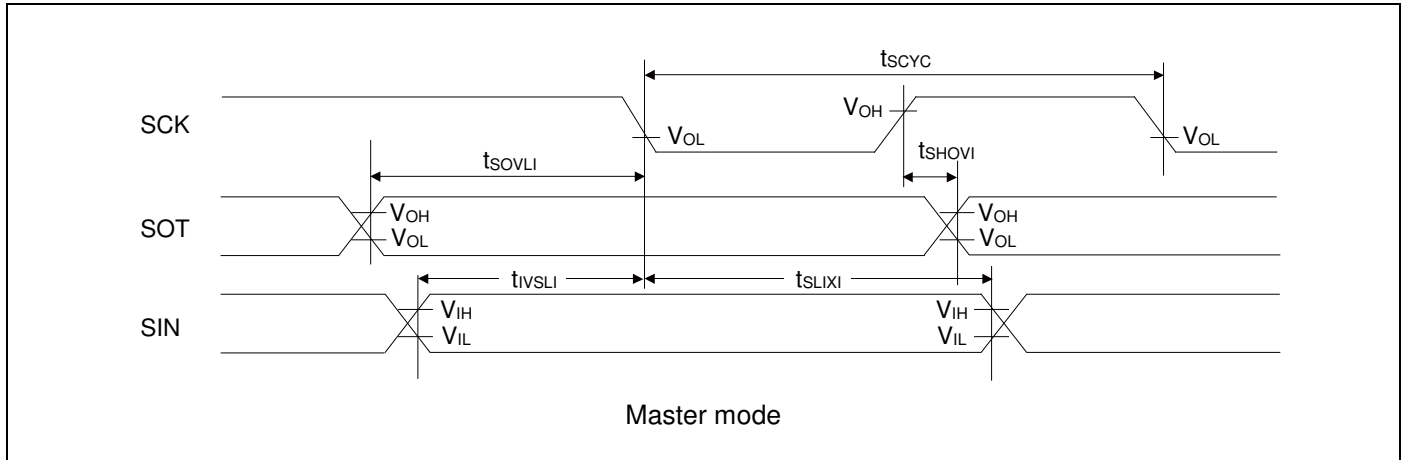 tSCYC
SCK
VOH
VOL
VOL
tSHOVI
tSOVLI
SOT
VOH
VOL
VOH
VOL
tIVSLI
tSLIXI
SIN
VIH
VIL
VIH
VIL
Master mode